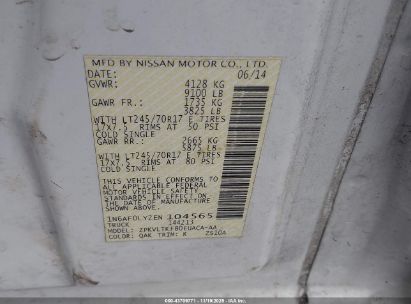 MFD BY NISSAN MOTOR CO., LTD.
DATE: 06/14
GVWR: 4128 KG
9100 LB
GAWR FR.: 1735 KG
3825 LB
WITH LT245/70R17 E TIRES
17x7.5 RIMS AT 50 PSI
COLD SINGLE
GAWR RR.: 2665 KG
5875 LB
WITH LT245/70R17 E TIRES
17x7.5 RIMS AT 80 PSI
COLD SINGLE
THIS VEHICLE CONFORMS TO
ALL APPLICABLE FEDERAL
MOTOR VEHICLE SAFETY
STANDARDS IN EFFECT ON
THE DATE OF MANUFACTURE
SHOWN ABOVE.
104565
TRUCK 144213
MODEL:
COLOR: QAK TRIM: K